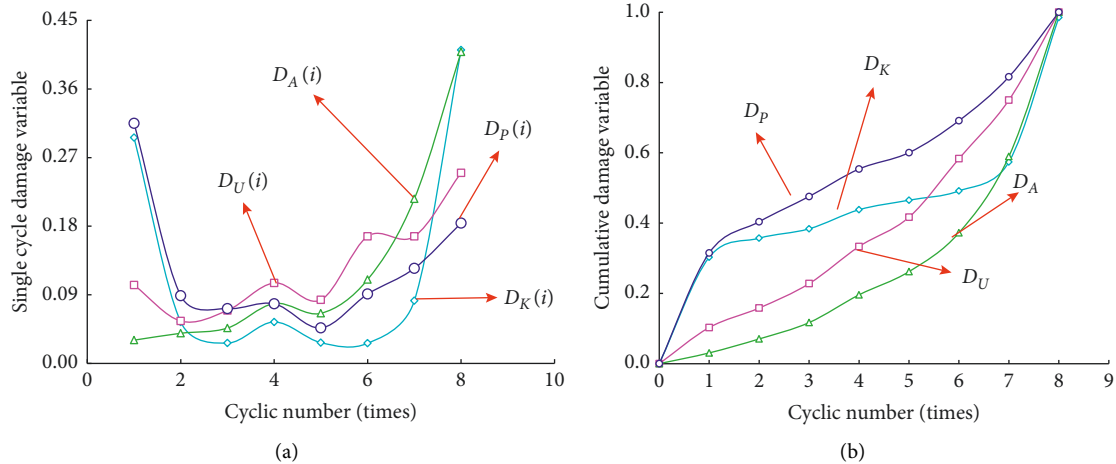 0.45
0.36
0.27
0.18
0.09
0.00
Single cycle damage variable
0
2
4
6
8
10
Cyclic number (times)
D_A(i)
D_P(i)
D_U(i)
D_K(i)
(a)
1.0
0.8
0.6
0.4
0.2
0.0
Cumulative damage variable
0
1
2
3
4
5
6
7
8
9
Cyclic number (times)
D_K
D_P
D_A
D_U
(b)